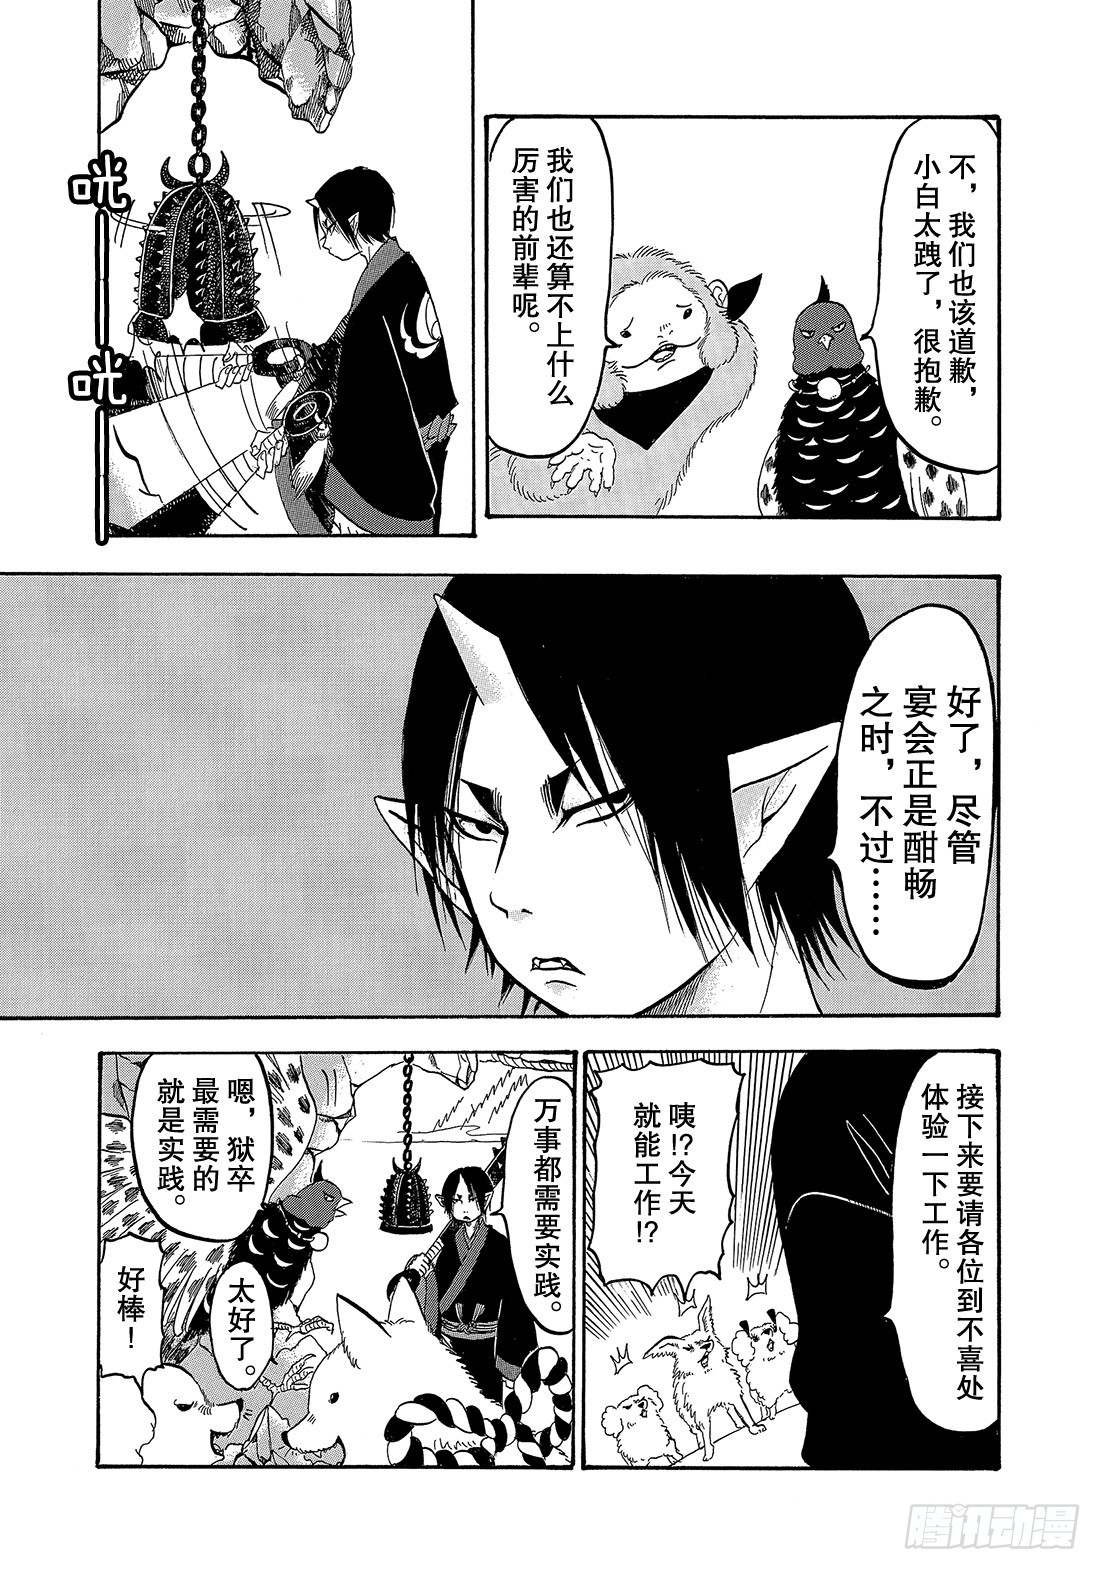 不，我们也该道歉，
小白太跩了，很抱歉。
我们也还算不上什么
厉害的前辈呢。
咣
咣
好了，尽管
宴会正是酣畅
之时，不过……
接下来要请各位到不喜处
体验一下工作。
咦!?今天
就能工作!?
万事都需要实践。
嗯，狱卒
最需要的
就是实践。
太好了。
好棒！
腾讯动漫